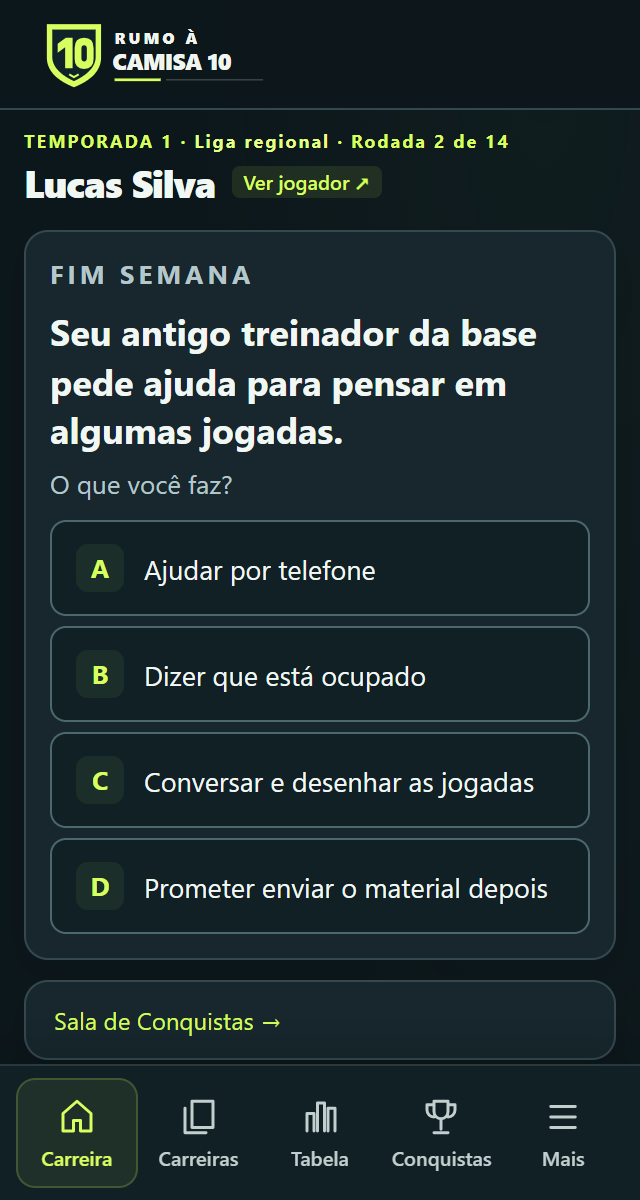 10
RUMO À
CAMISA 10
TEMPORADA 1 · Liga regional · Rodada 2 de 14
Lucas Silva
Ver jogador ↗
FIM SEMANA
Seu antigo treinador da base
pede ajuda para pensar em
algumas jogadas.
O que você faz?
A Ajudar por telefone
B Dizer que está ocupado
C Conversar e desenhar as jogadas
D Prometer enviar o material depois
Sala de Conquistas →
Carreira
Carreiras
Tabela
Conquistas
Mais